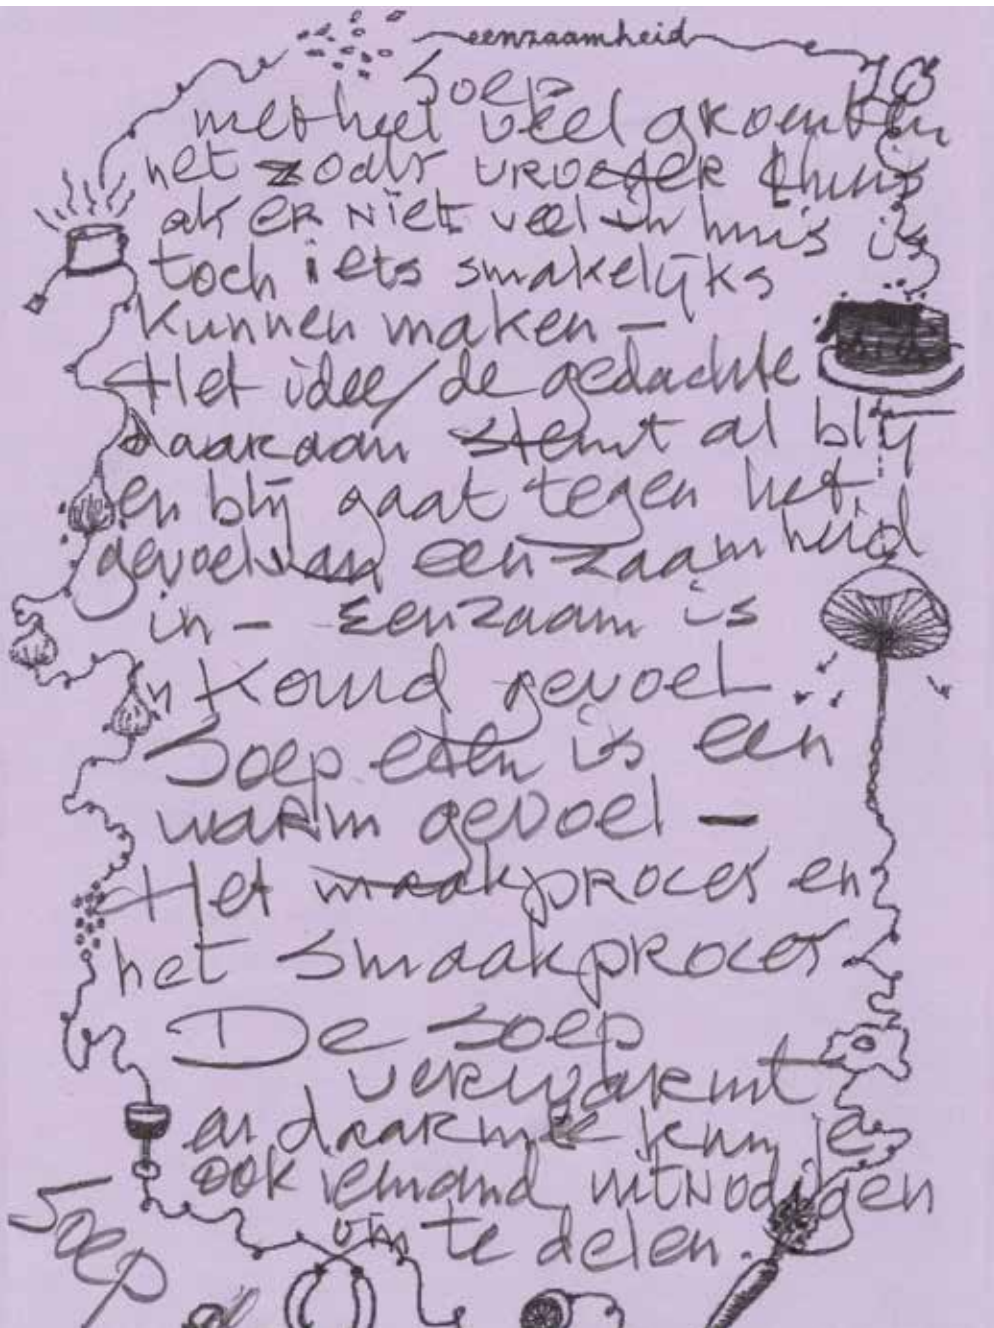 eenzaamheid
Soep
met heel veel groenten
net zoals vroeger thuis
als er niet veel in huis is
toch iets smakelijks
kunnen maken –
Het idee/de gedachte
daaraan stemt al blij
en blij gaat tegen het
gevoel van eenzaamheid
in – Eenzaam is
'n koud gevoel
Soep eten is een
warm gevoel –
Het maakproces en
het smaakproces
De soep
verwarmt
en daarmee kun je
ook iemand uitnodigen
om te delen.
Soep